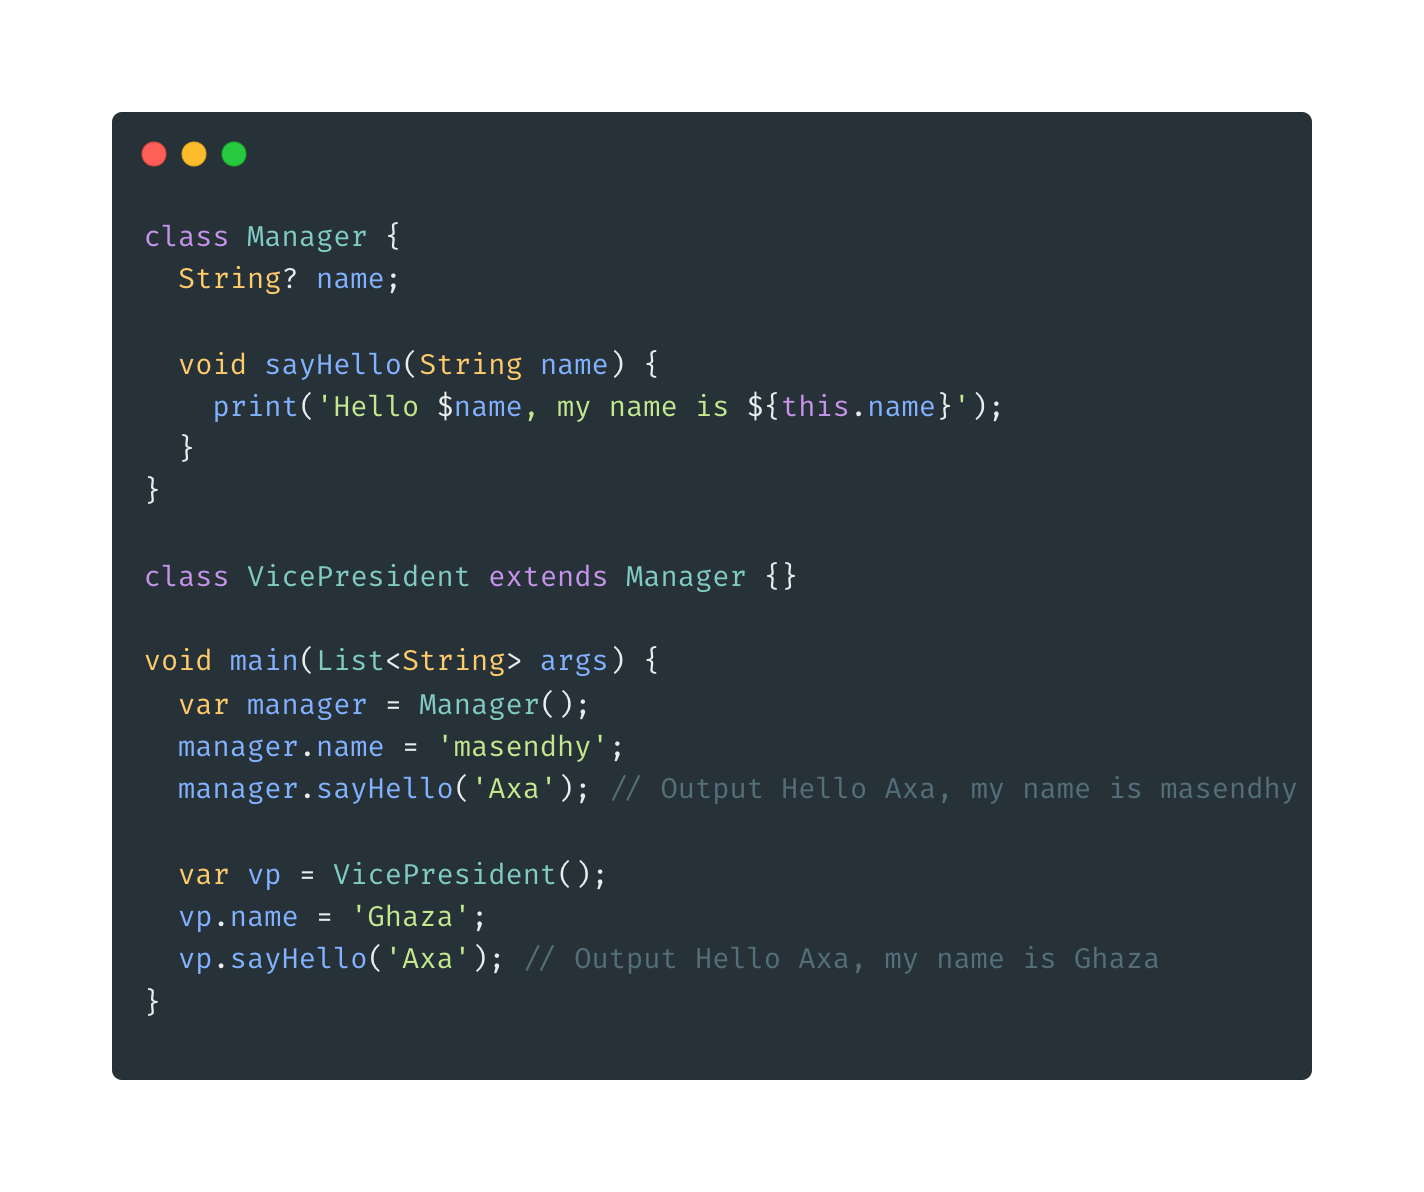 class Manager {
  String? name;

  void sayHello(String name) {
    print('Hello $name, my name is ${this.name}');
  }
}

class VicePresident extends Manager {}

void main(List<String> args) {
  var manager = Manager();
  manager.name = 'masendhy';
  manager.sayHello('Axa'); // Output Hello Axa, my name is masendhy

  var vp = VicePresident();
  vp.name = 'Ghaza';
  vp.sayHello('Axa'); // Output Hello Axa, my name is Ghaza
}